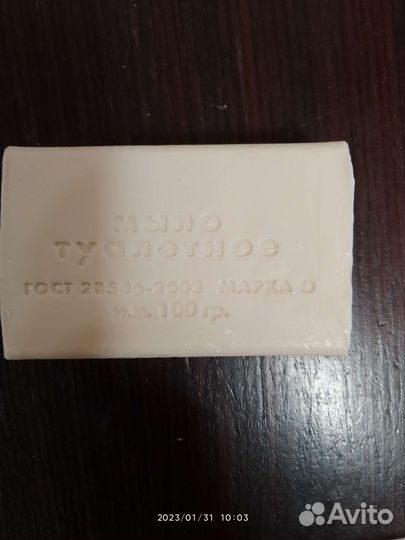 мыло
туалетное
ГОСТ 28546-2002 МАРКА О
н.м. 100 гр.
2023/01/31 10:03
Avito